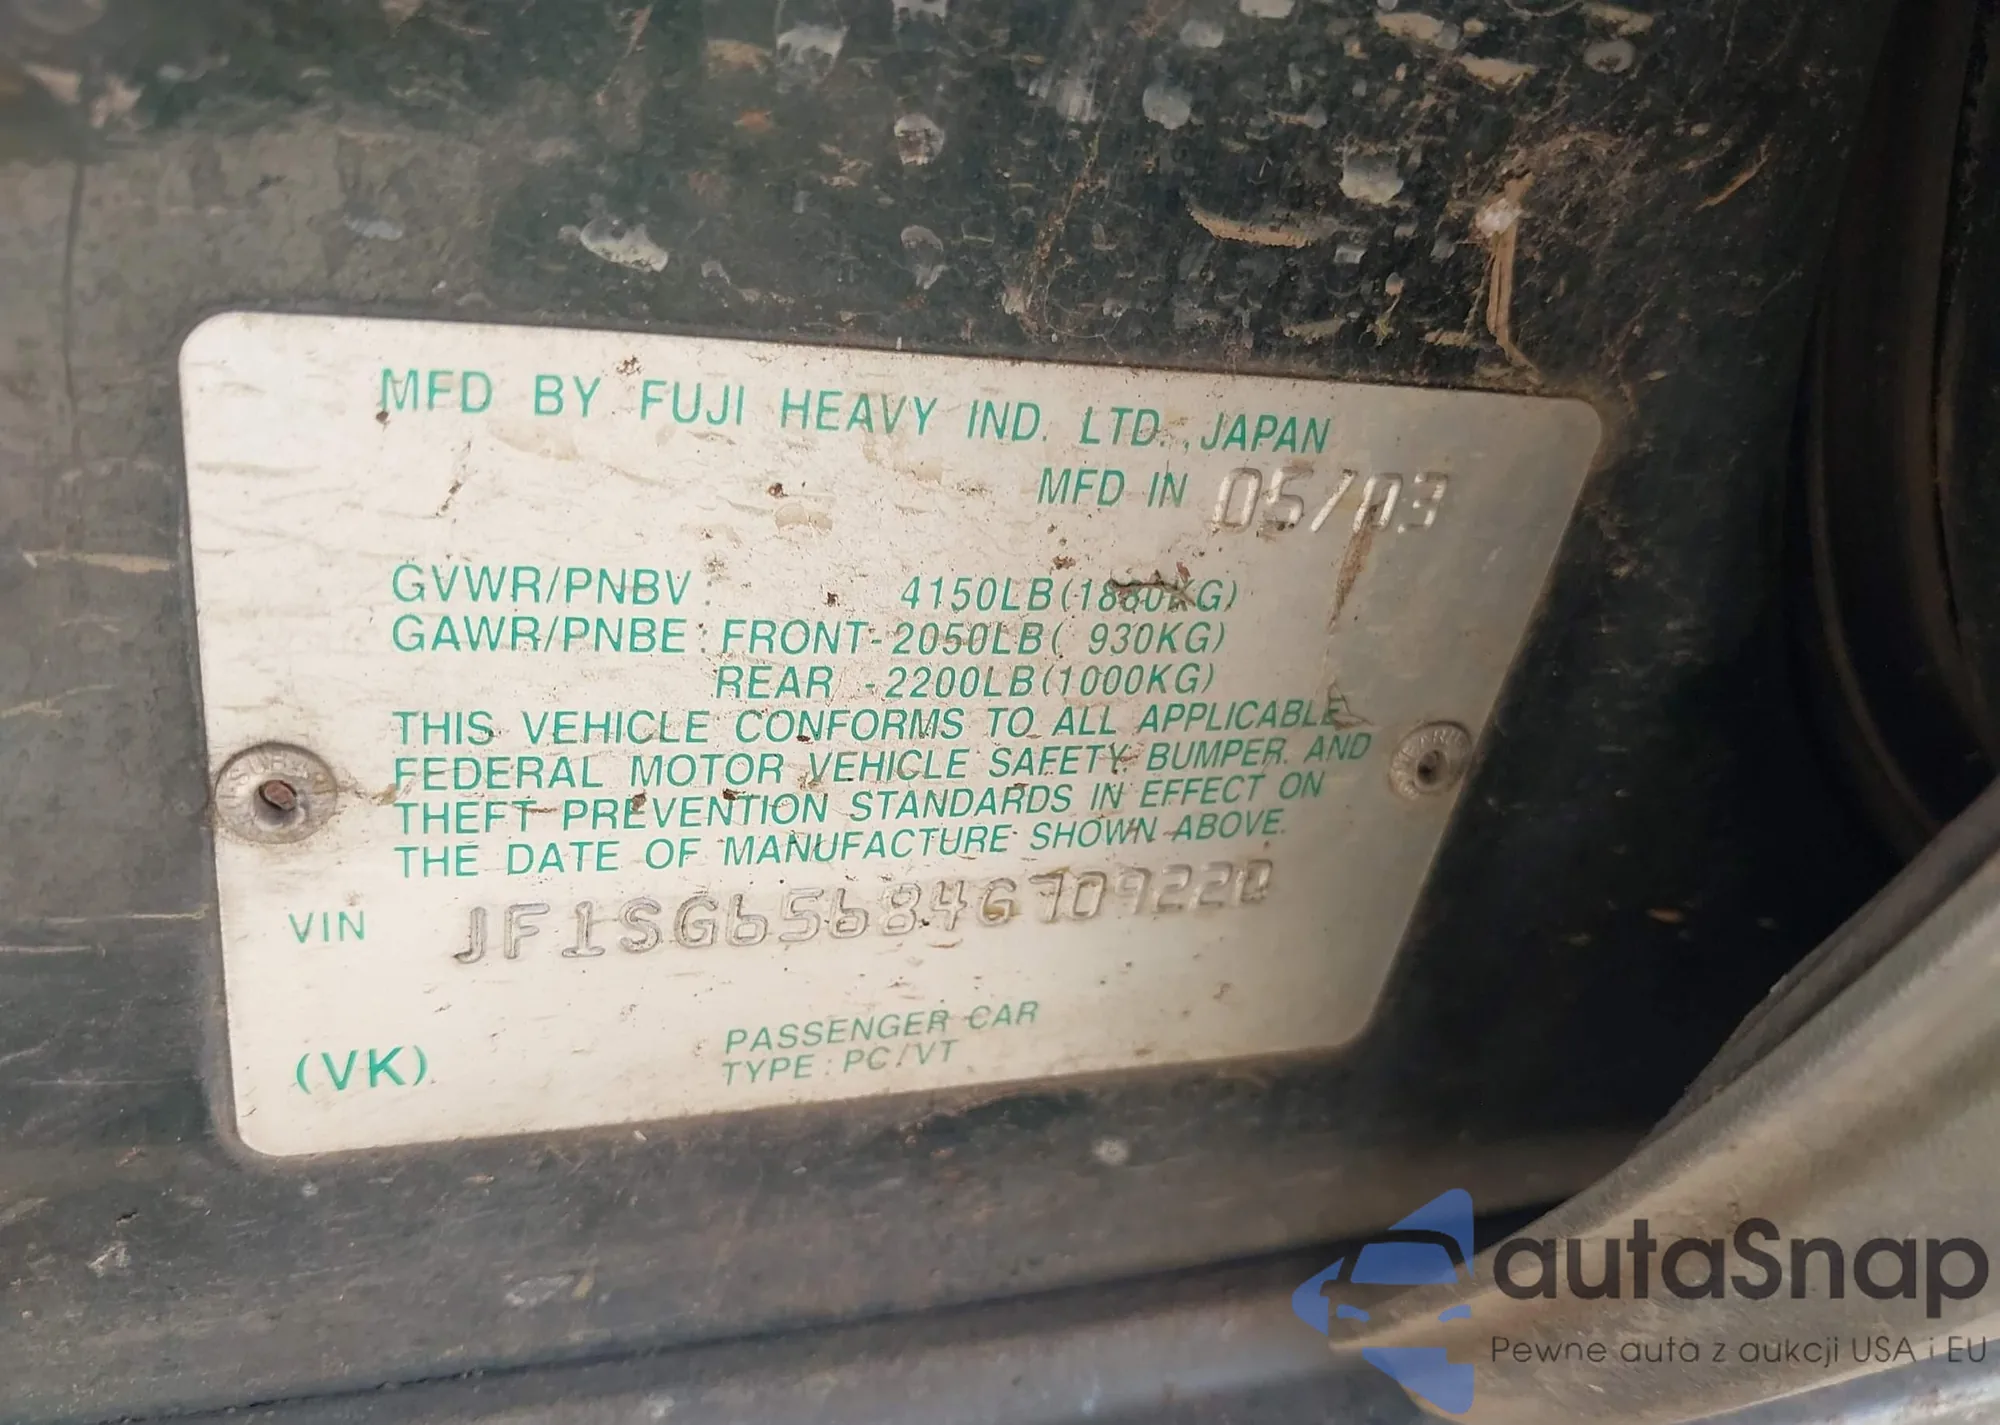 MFD BY FUJI HEAVY IND. LTD., JAPAN
MFD IN 05/03
GVWR/PNBV : 4150LB(1880KG)
GAWR/PNBE : FRONT-2050LB( 930KG)
REAR -2200LB(1000KG)
THIS VEHICLE CONFORMS TO ALL APPLICABLE
FEDERAL MOTOR VEHICLE SAFETY, BUMPER, AND
THEFT PREVENTION STANDARDS IN EFFECT ON
THE DATE OF MANUFACTURE SHOWN ABOVE.
VIN JF1SG65684G709220
(VK)
PASSENGER CAR
TYPE : PC/VT
SUBARU
autaSnap
Pewne auta z aukcji USA i EU